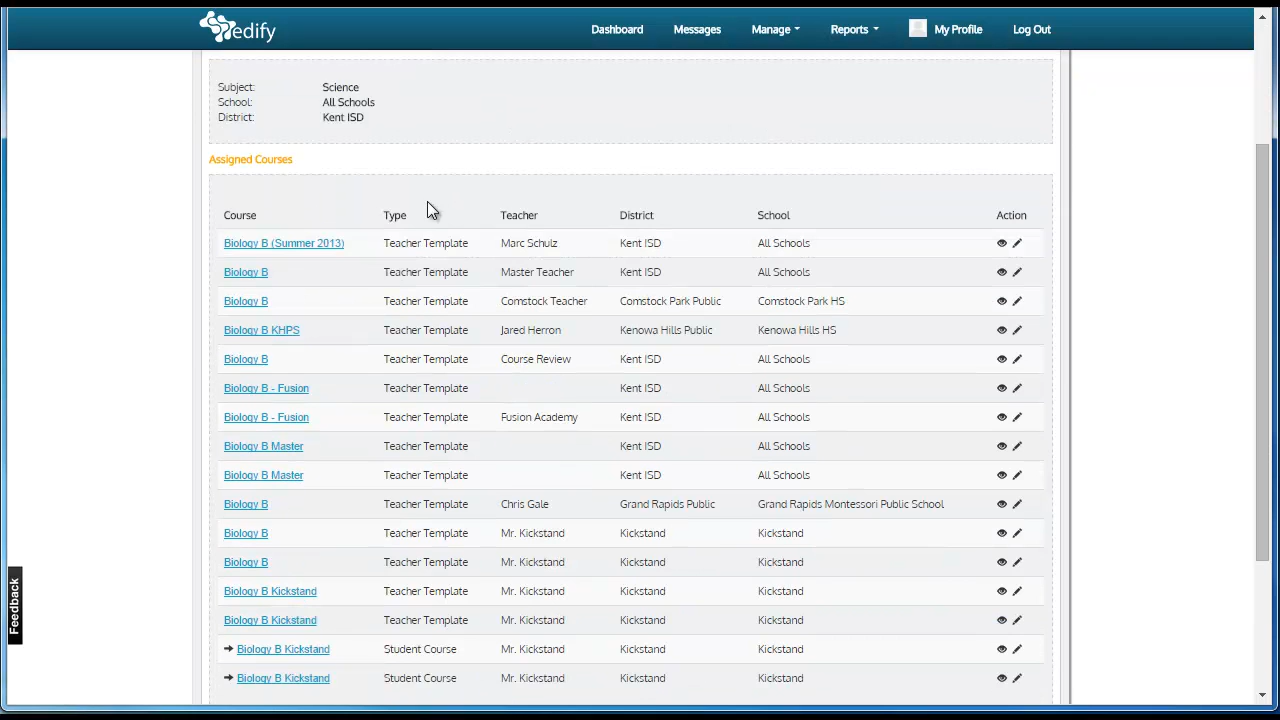 edify Dashboard Messages Manage Reports My Profile Log Out
Subject: Science
School: All Schools
District: Kent ISD
Assigned Courses
Course Type Teacher District School Action
Biology B (Summer 2013) Teacher Template Marc Schulz Kent ISD All Schools
Biology B Teacher Template Master Teacher Kent ISD All Schools
Biology B Teacher Template Comstock Teacher Comstock Park Public Comstock Park HS
Biology B KHPS Teacher Template Jared Herron Kenowa Hills Public Kenowa Hills HS
Biology B Teacher Template Course Review Kent ISD All Schools
Biology B - Fusion Teacher Template Kent ISD All Schools
Biology B - Fusion Teacher Template Fusion Academy Kent ISD All Schools
Biology B Master Teacher Template Kent ISD All Schools
Biology B Master Teacher Template Kent ISD All Schools
Biology B Teacher Template Chris Gale Grand Rapids Public Grand Rapids Montessori Public School
Biology B Teacher Template Mr. Kickstand Kickstand Kickstand
Biology B Teacher Template Mr. Kickstand Kickstand Kickstand
Biology B Kickstand Teacher Template Mr. Kickstand Kickstand Kickstand
Biology B Kickstand Teacher Template Mr. Kickstand Kickstand Kickstand
Biology B Kickstand Student Course Mr. Kickstand Kickstand Kickstand
Biology B Kickstand Student Course Mr. Kickstand Kickstand Kickstand
Feedback